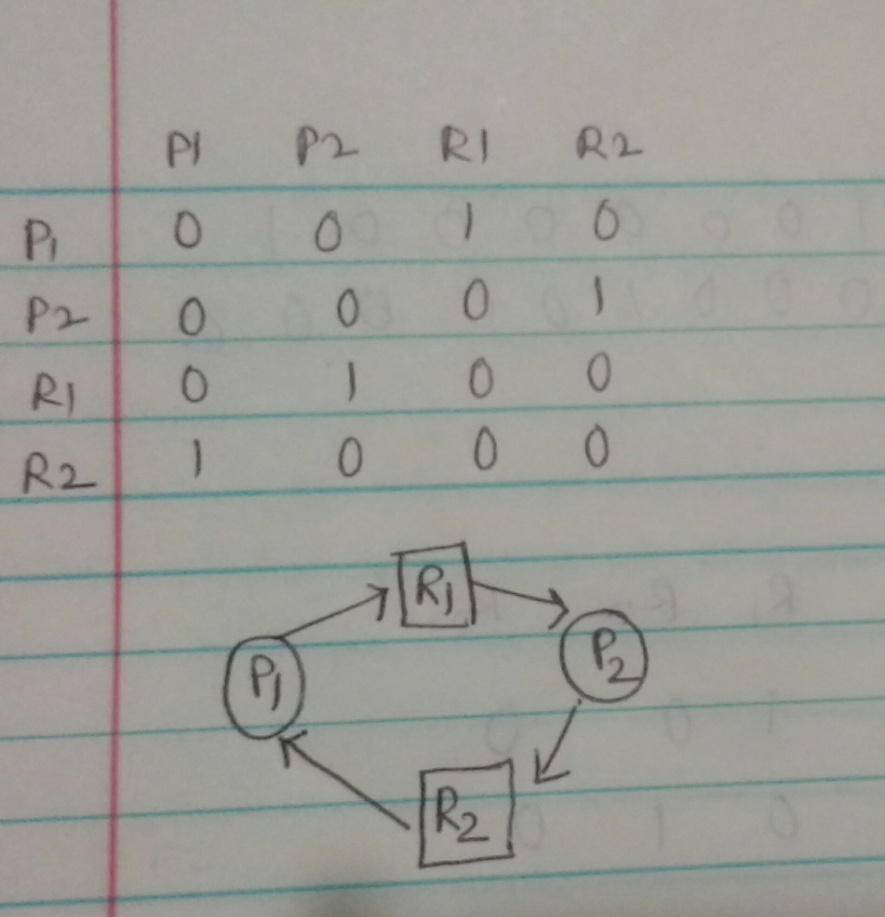 P1 P2 R1 R2
P1 0 0 1 0
P2 0 0 0 1
R1 0 1 0 0
R2 1 0 0 0
R1
P1 P2
R2